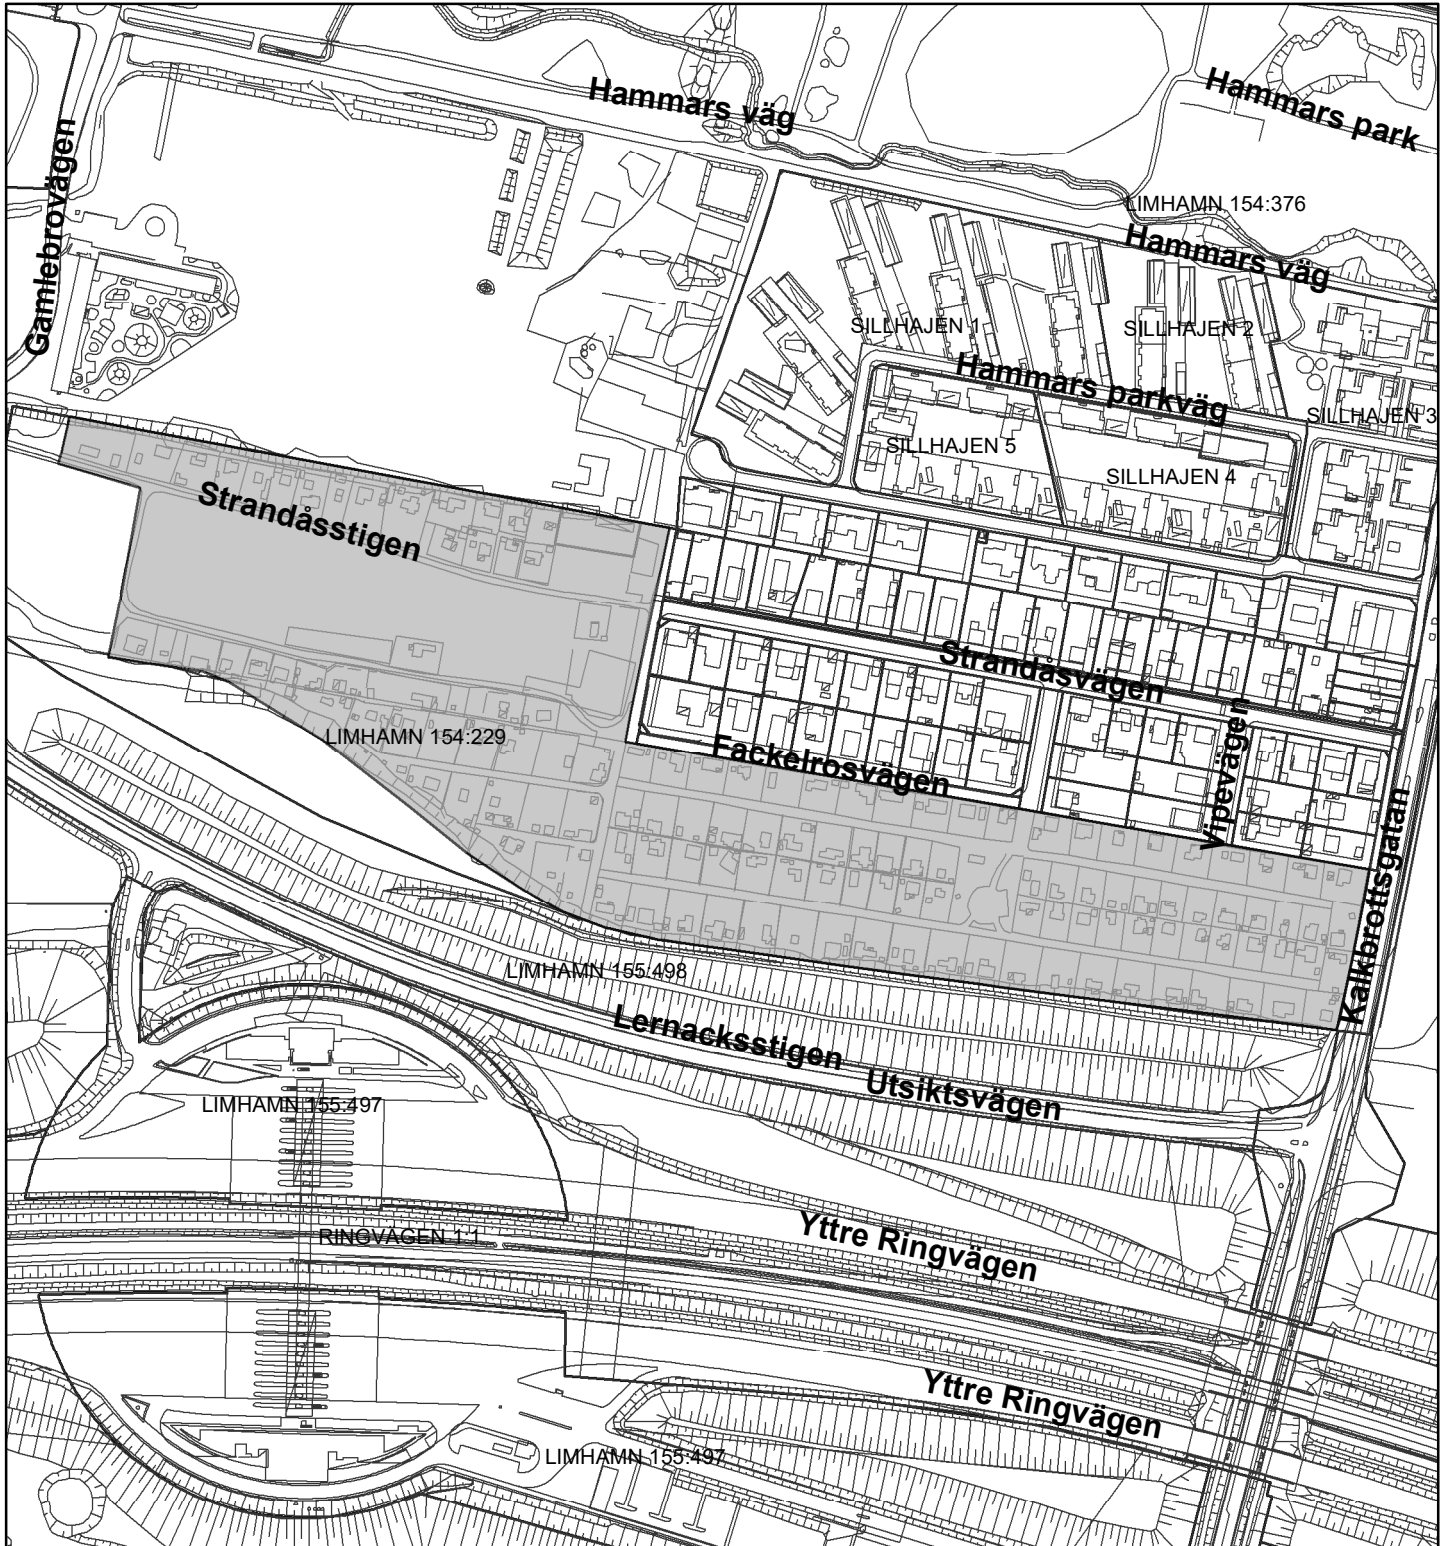 Hammars väg
Hammars park
Gamlebrovägen
LIMHAMN 154:376
Hammars väg
SILLHAJEN 1
SILLHAJEN 2
Hammars parkväg
SILLHAJEN 3
SILLHAJEN 5
SILLHAJEN 4
Strandåsstigen
Strandåsvägen
LIMHAMN 154:229
Fackelrosvägen
Vipevägen
Kalkbrottsgatan
LIMHAMN 155:498
Lernacksstigen
Utsiktsvägen
LIMHAMN 155:497
RINGVÄGEN 1:1
Yttre Ringvägen
Yttre Ringvägen
LIMHAMN 155:497